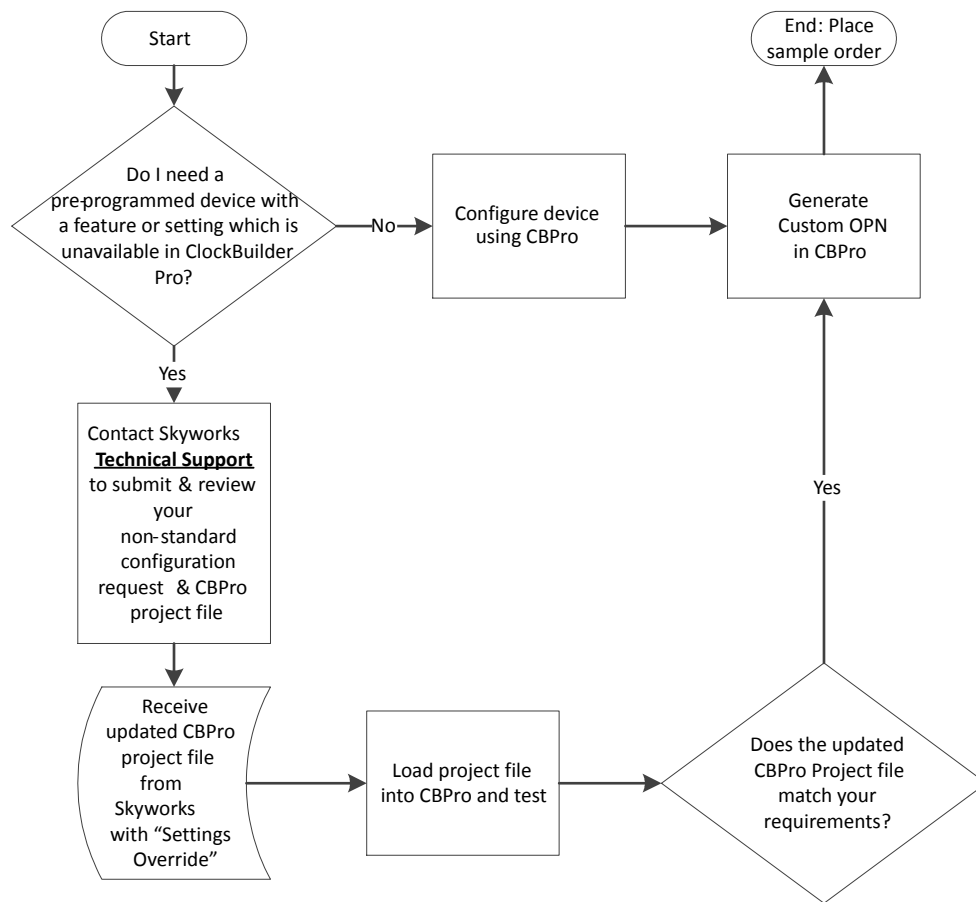 Start
End: Place
sample order
Do I need a
pre-programmed device with
a feature or setting which is
unavailable in ClockBuilder
Pro?
No
Configure device
using CBPro
Generate
Custom OPN
in CBPro
Yes
Contact Skyworks
Technical Support
to submit & review
your
non-standard
configuration
request & CBPro
project file
Yes
Receive
updated CBPro
project file
from
Skyworks
with “Settings
Override”
Load project file
into CBPro and test
Does the updated
CBPro Project file
match your
requirements?